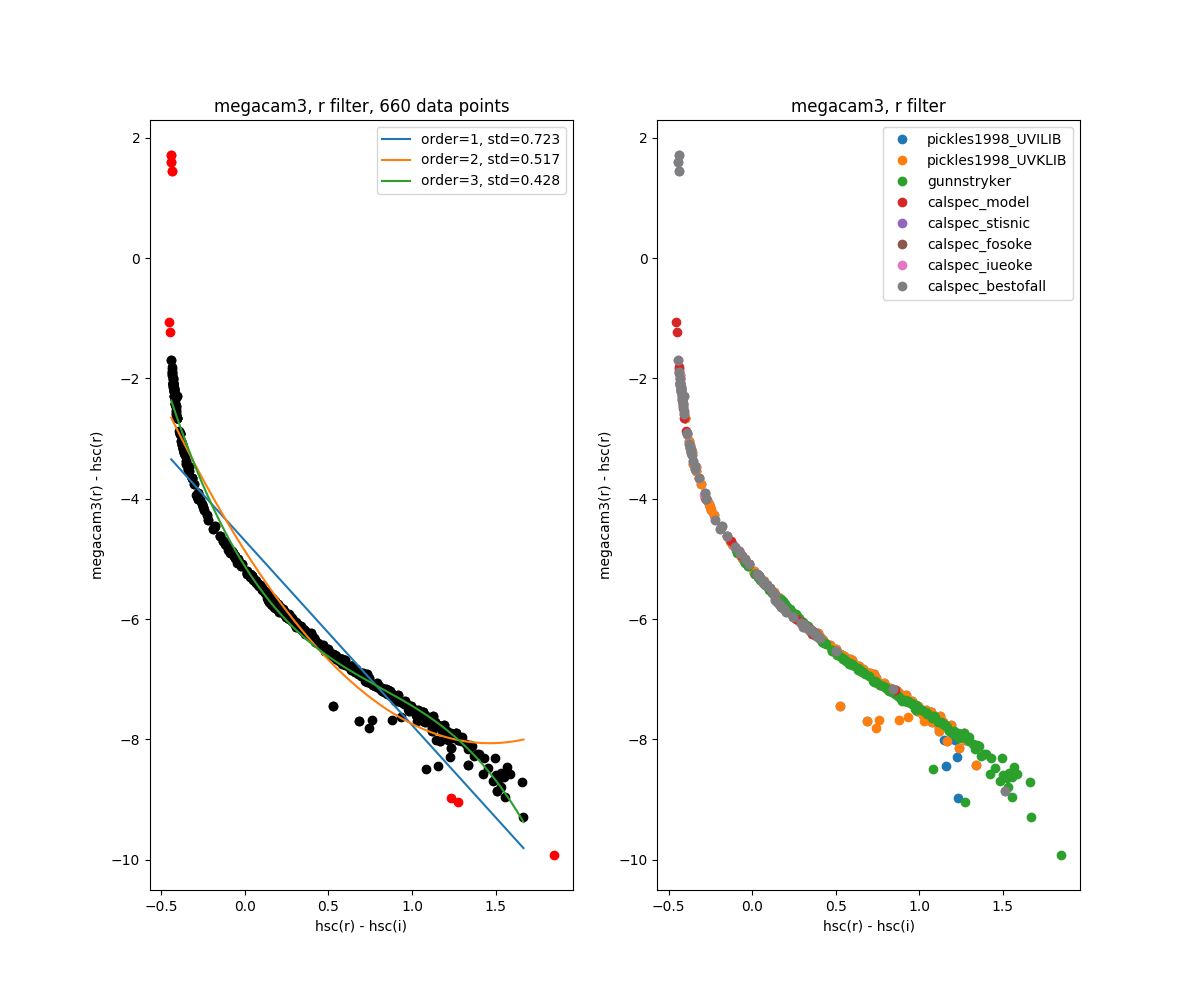 megacam3, r filter, 660 data points
order=1, std=0.723
order=2, std=0.517
order=3, std=0.428
2
0
−2
−4
−6
−8
−10
megacam3(r) - hsc(r)
−0.5 0.0 0.5 1.0 1.5
hsc(r) - hsc(i)
megacam3, r filter
pickles1998_UVILIB
pickles1998_UVKLIB
gunnstryker
calspec_model
calspec_stisnic
calspec_fosoke
calspec_iueoke
calspec_bestofall
2
0
−2
−4
−6
−8
−10
megacam3(r) - hsc(r)
−0.5 0.0 0.5 1.0 1.5
hsc(r) - hsc(i)